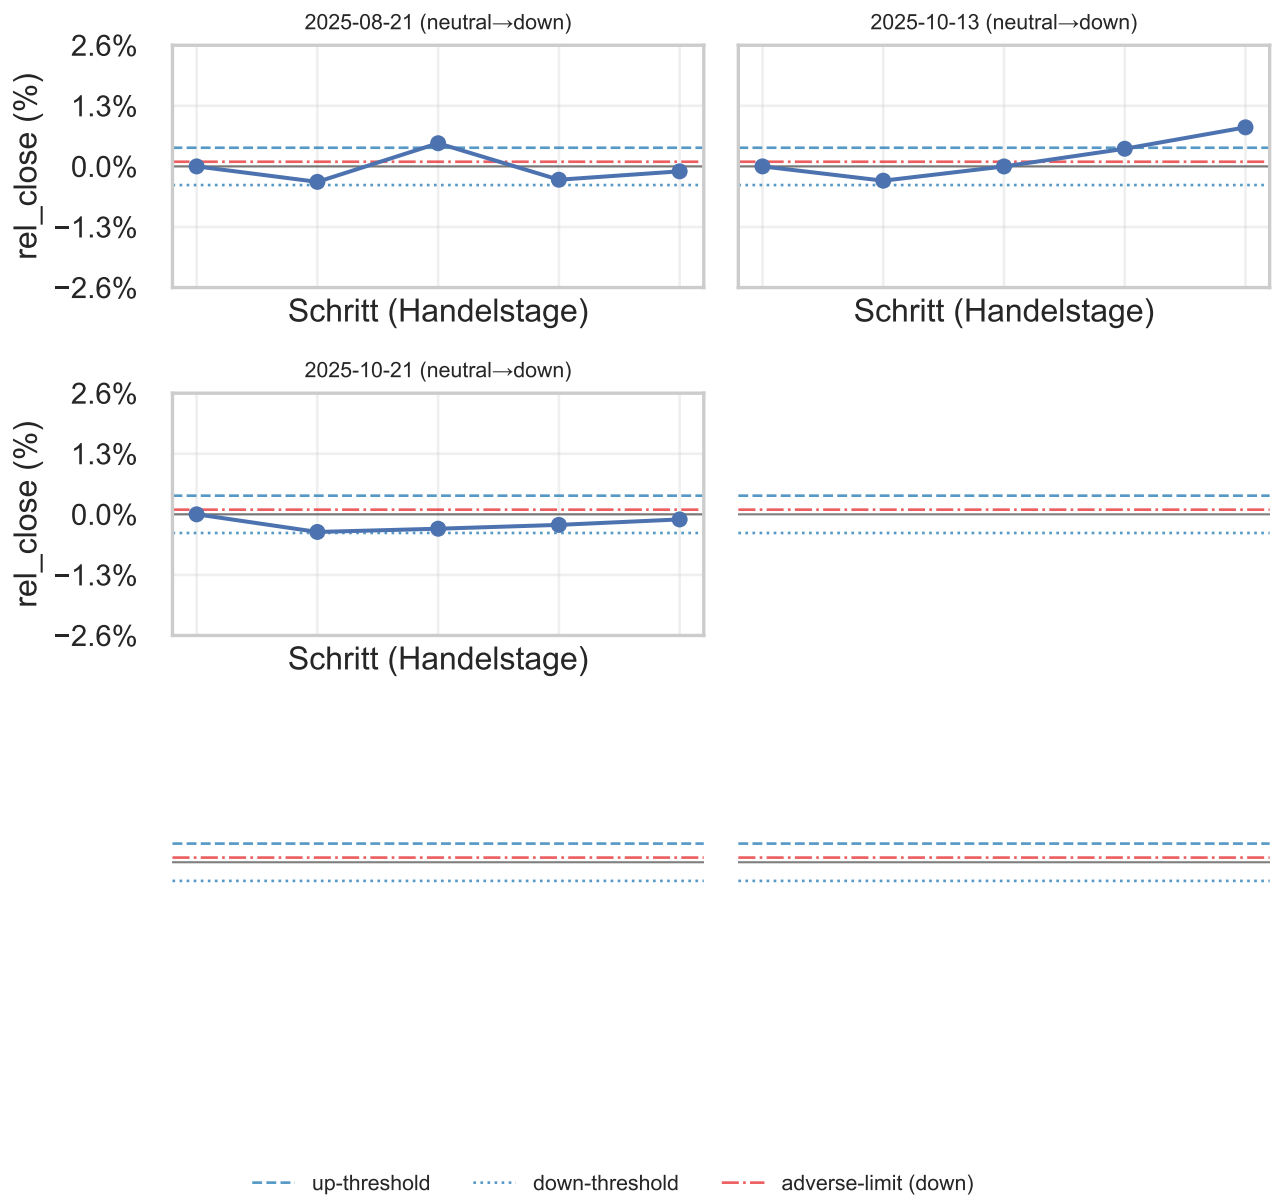 2025-08-21 (neutral→down)
2025-10-13 (neutral→down)
rel_close (%)
2.6%
1.3%
0.0%
−1.3%
−2.6%
Schritt (Handelstage)
Schritt (Handelstage)
2025-10-21 (neutral→down)
rel_close (%)
2.6%
1.3%
0.0%
−1.3%
−2.6%
Schritt (Handelstage)
up-threshold
down-threshold
adverse-limit (down)